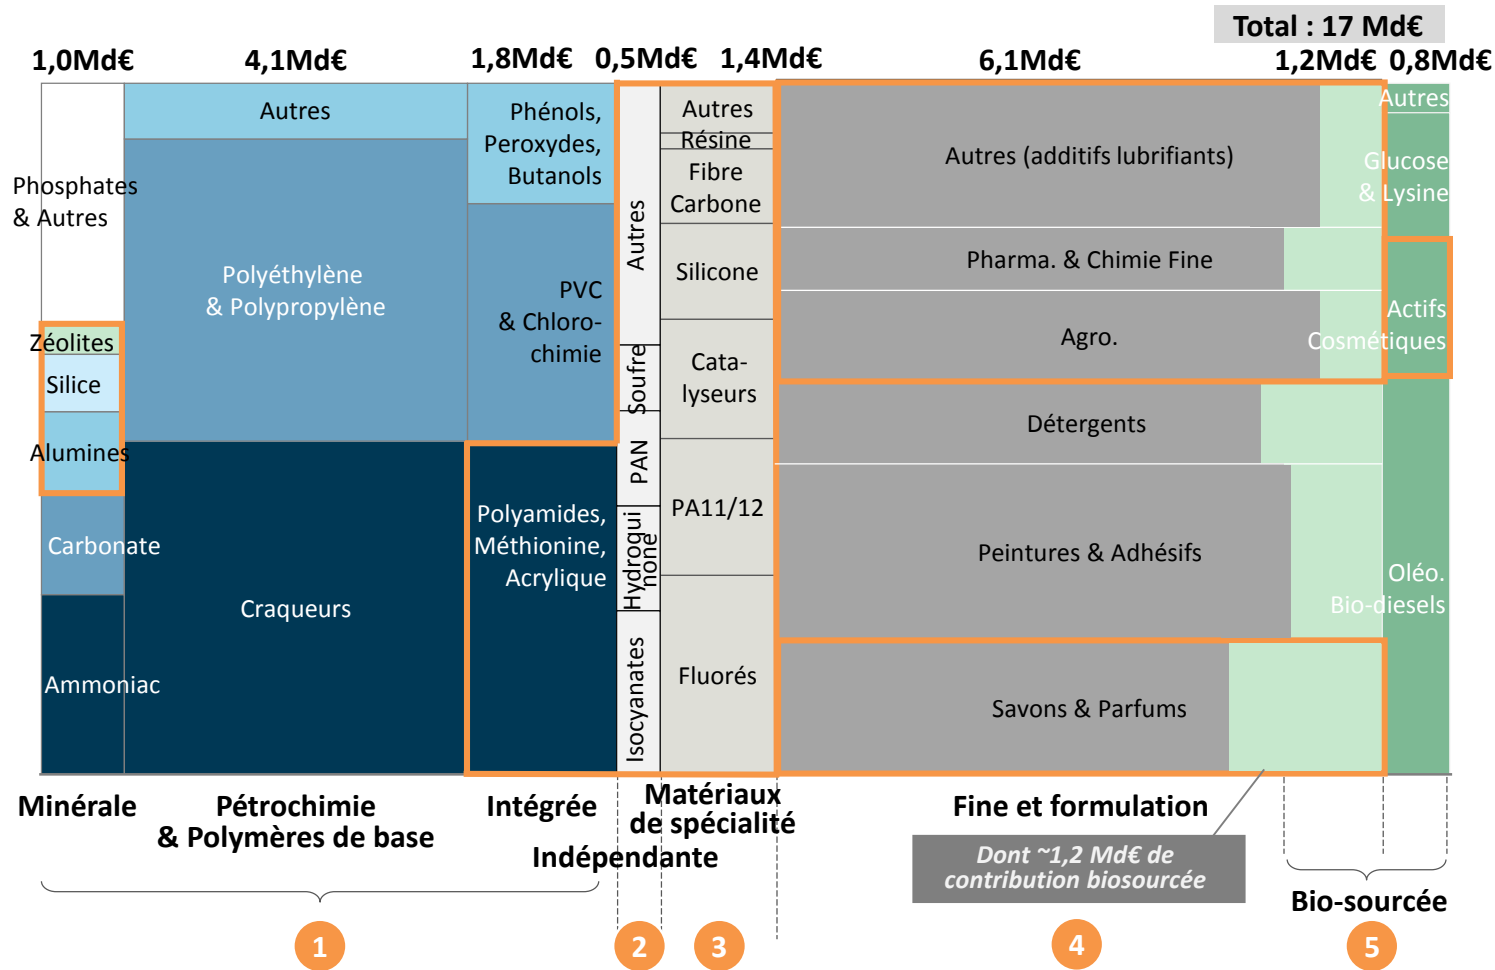 Total : 17 Md€
1,0Md€
4,1Md€
1,8Md€
0,5Md€
1,4Md€
6,1Md€
1,2Md€
0,8Md€
Phosphates
& Autres
Zéolites
Silice
Alumines
Carbonate
Ammoniac
Autres
Polyéthylène
& Polypropylène
Craqueurs
Phénols,
Peroxydes,
Butanols
PVC
& Chloro-
chimie
Polyamides,
Méthionine,
Acrylique
Autres
Soufre
PAN
Hydroqui
none
Isocyanates
Autres
Résine
Fibre
Carbone
Silicone
Cata-
lyseurs
PA11/12
Fluorés
Autres (additifs lubrifiants)
Pharma. & Chimie Fine
Agro.
Détergents
Peintures & Adhésifs
Savons & Parfums
Autres
Glucose
& Lysine
Actifs
Cosmétiques
Oléo.
Bio-diesels
Minérale
Pétrochimie
& Polymères de base
Intégrée
Indépendante
Matériaux
de spécialité
Fine et formulation
Dont ~1,2 Md€ de
contribution biosourcée
Bio-sourcée
1
2
3
4
5